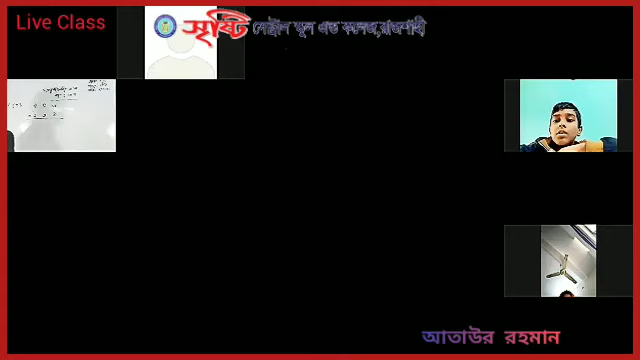 Live Class
সৃষ্টি সেন্ট্রাল স্কুল এন্ড কলেজ,রাজশাহী
আতাউর রহমান